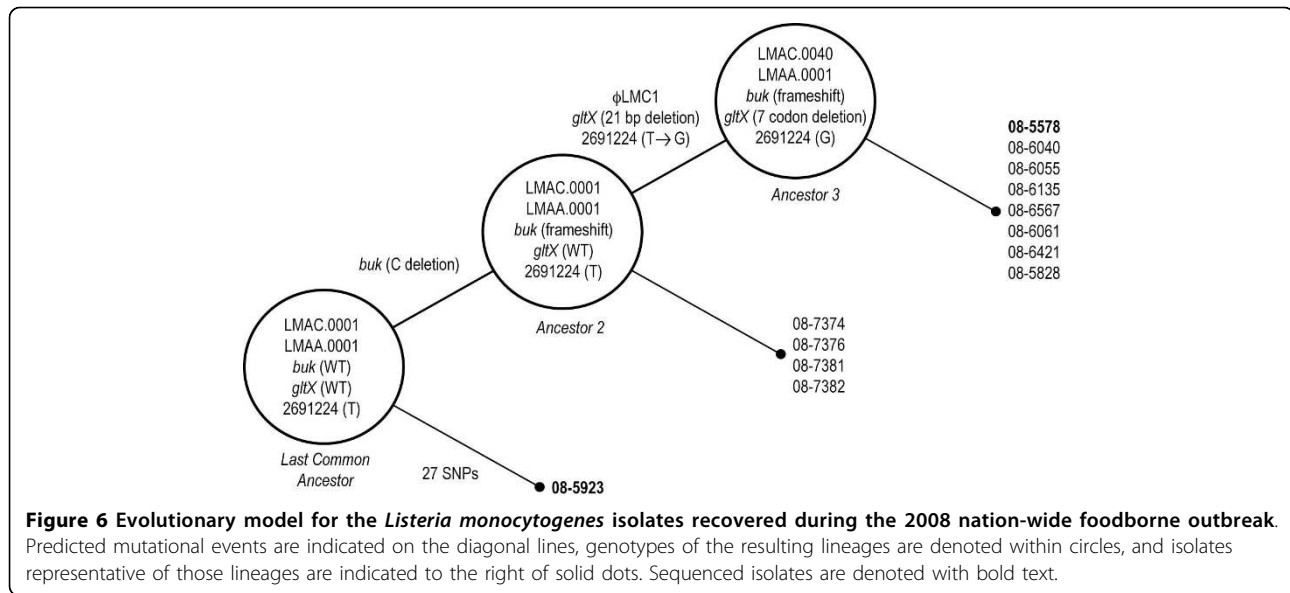 LMAC.0040
LMAA.0001
buk (frameshift)
gltX (7 codon deletion)
2691224 (G)
Ancestor 3
ϕLMC1
gltX (21 bp deletion)
2691224 (T→G)
08-5578
08-6040
08-6055
08-6135
08-6567
08-6061
08-6421
08-5828
LMAC.0001
LMAA.0001
buk (frameshift)
gltX (WT)
2691224 (T)
Ancestor 2
buk (C deletion)
08-7374
08-7376
08-7381
08-7382
LMAC.0001
LMAA.0001
buk (WT)
gltX (WT)
2691224 (T)
Last Common
Ancestor
27 SNPs
08-5923
Figure 6 Evolutionary model for the Listeria monocytogenes isolates recovered during the 2008 nation-wide foodborne outbreak.
Predicted mutational events are indicated on the diagonal lines, genotypes of the resulting lineages are denoted within circles, and isolates
representative of those lineages are indicated to the right of solid dots. Sequenced isolates are denoted with bold text.